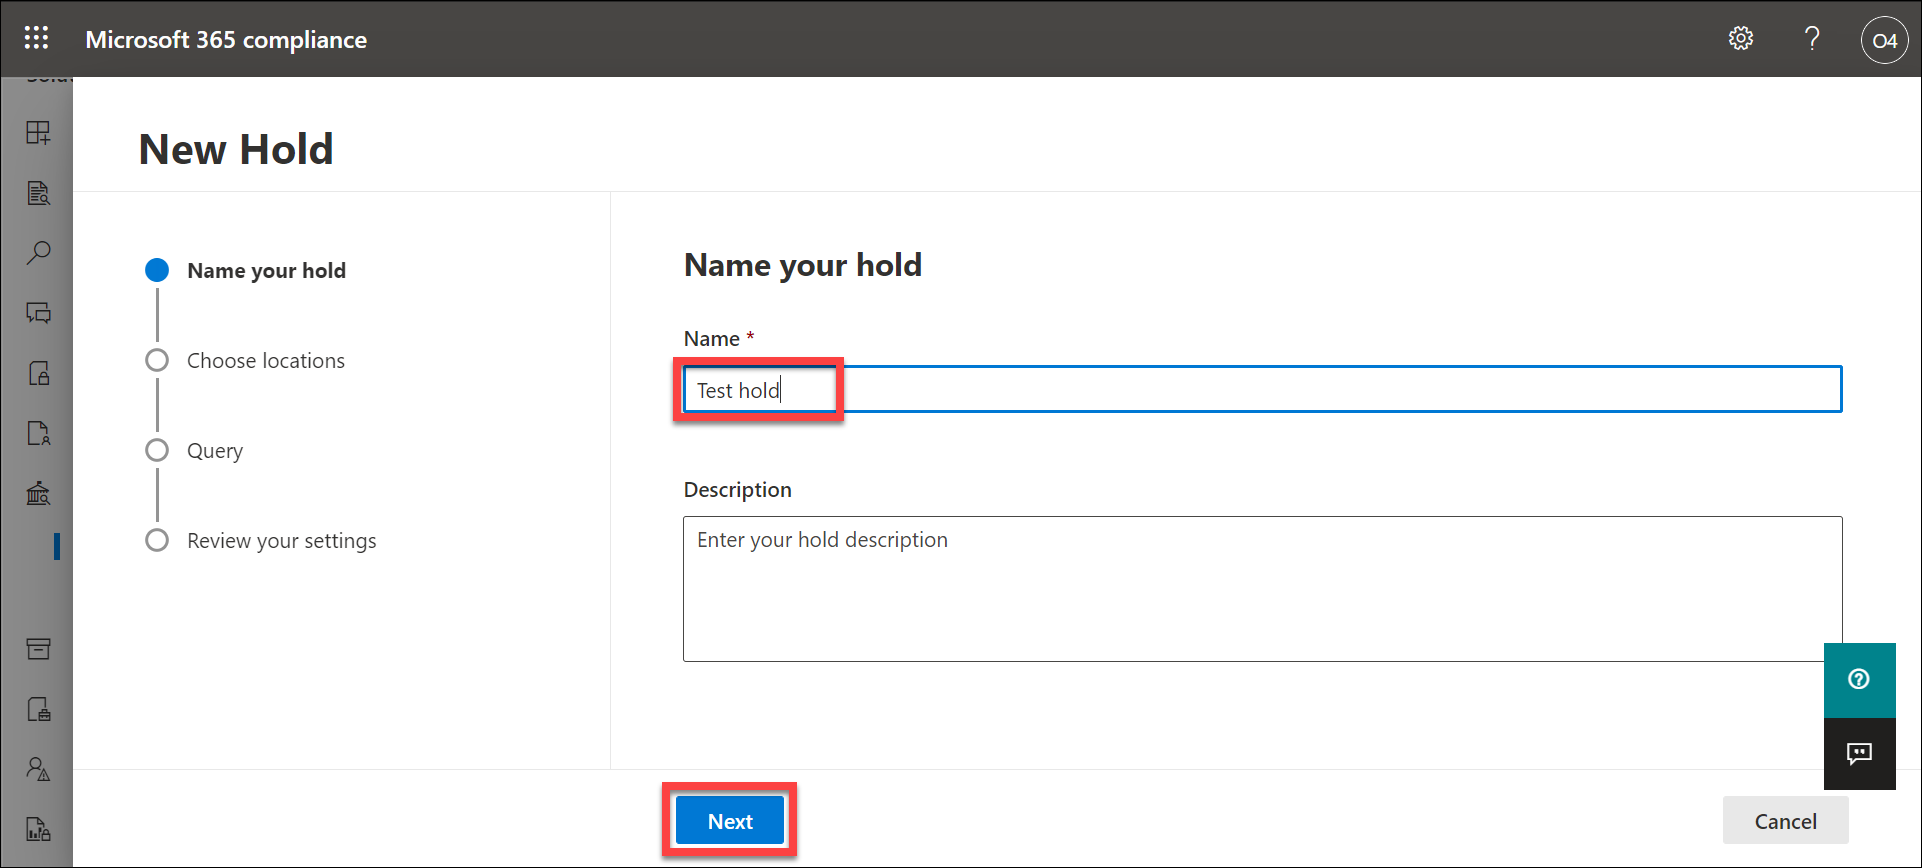 Microsoft 365 compliance
O4
New Hold
Name your hold
Choose locations
Query
Review your settings
Name your hold
Name *
Test hold
Description
Enter your hold description
Next
Cancel